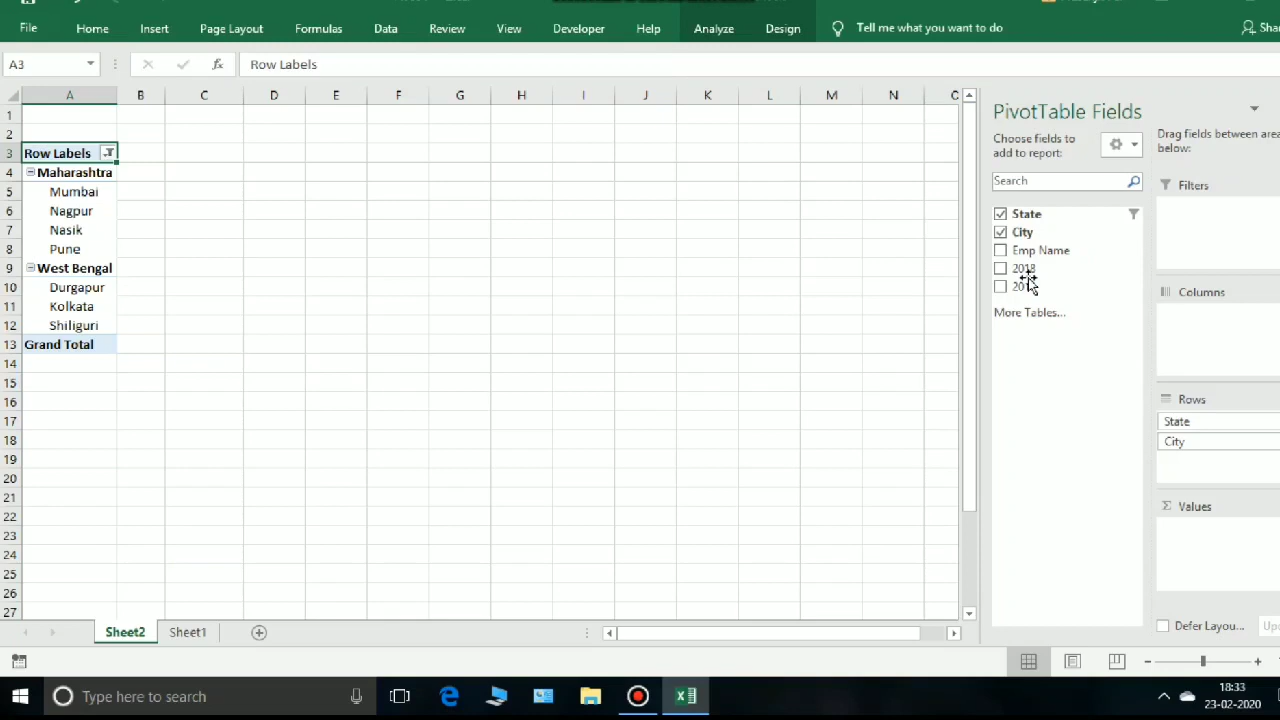 File Home Insert Page Layout Formulas Data Review View Developer Help Analyze Design Tell me what you want to do
A3 fx Row Labels
A B C D E F G H I J K L M N
1
2
3 Row Labels
4 Maharashtra
5 Mumbai
6 Nagpur
7 Nasik
8 Pune
9 West Bengal
10 Durgapur
11 Kolkata
12 Shiliguri
13 Grand Total
14
15
16
17
18
19
20
21
22
23
24
25
26
27
PivotTable Fields
Choose fields to
add to report:
Search
State
City
Emp Name
2018
More Tables...
Drag fields between
below:
Filters
Columns
Rows
State
City
Σ Values
Defer Layou...
Sheet2 Sheet1
Type here to search
18:33
23-02-2020